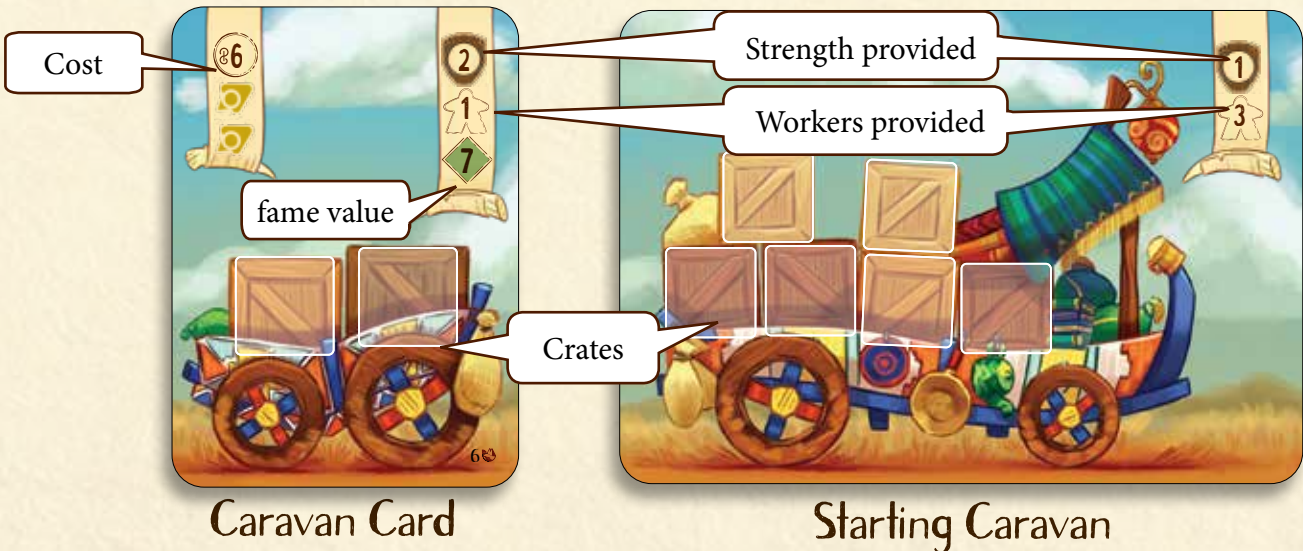 Cost
6
2
1
7
fame value
6
Caravan Card
Strength provided
Workers provided
Crates
1
3
Starting Caravan